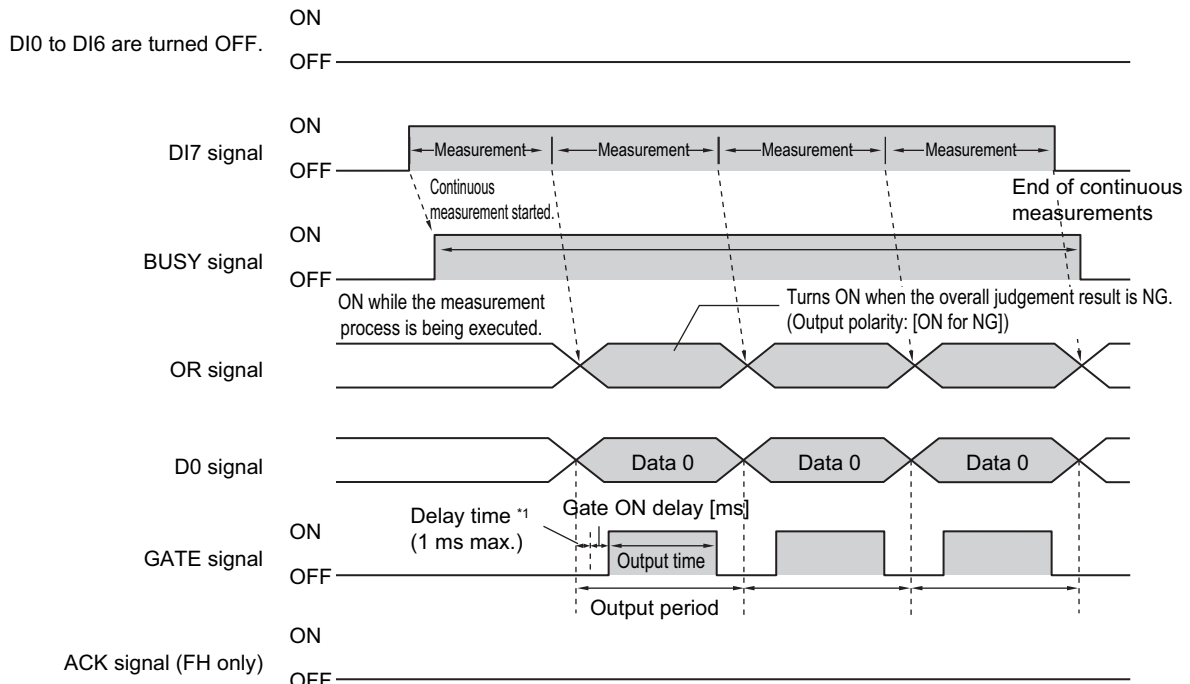 ON
DI0 to DI6 are turned OFF.
OFF
ON
DI7 signal
Measurement
Measurement
Measurement
Measurement
OFF
Continuous
measurement started.
End of continuous
measurements
ON
BUSY signal
OFF
ON while the measurement
process is being executed.
Turns ON when the overall judgement result is NG.
(Output polarity: [ON for NG])
OR signal
D0 signal
Data 0
Data 0
Data 0
Delay time *1
(1 ms max.)
Gate ON delay [ms]
ON
GATE signal
Output time
OFF
Output period
ON
ACK signal (FH only)
OFF